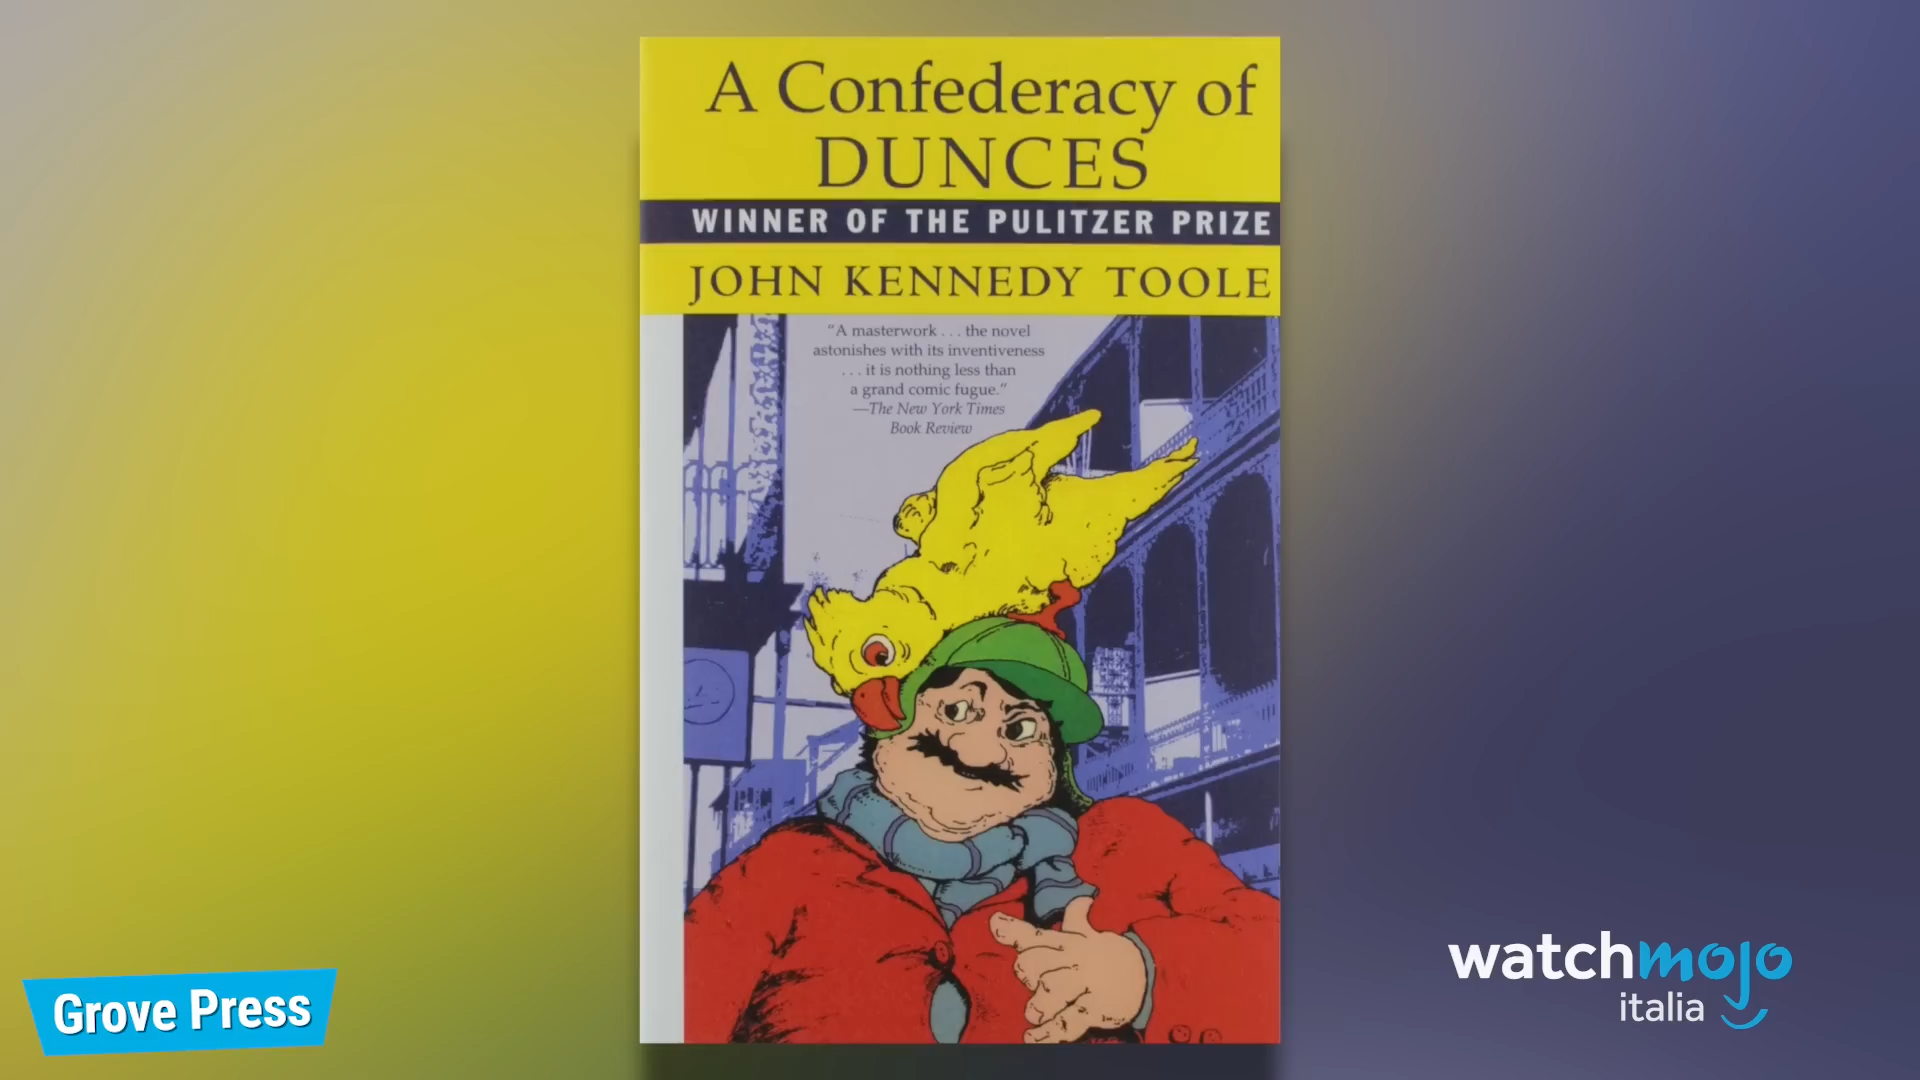 A Confederacy of
DUNCES
WINNER OF THE PULITZER PRIZE
JOHN KENNEDY TOOLE
“A masterwork . . . the novel
astonishes with its inventiveness
. . . it is nothing less than
a grand comic fugue.”
—The New York Times
Book Review
Grove Press
watchmojo
italia